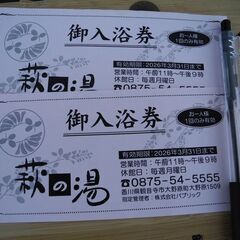 御入浴券
お一人様
1回のみ有効
有効期限:2026年3月31日まで
営業時間:午前11時~午後9時
休館日:毎週月曜日
☎0875-54-5555
萩の湯
御入浴券
お一人様
1回のみ有効
有効期限:2026年3月31日まで
営業時間:午前11時~午後9時
休館日:毎週月曜日
萩の湯
☎0875-54-5555
香川県観音寺市大野原町大野原1509
指定管理者:株式会社パブリック